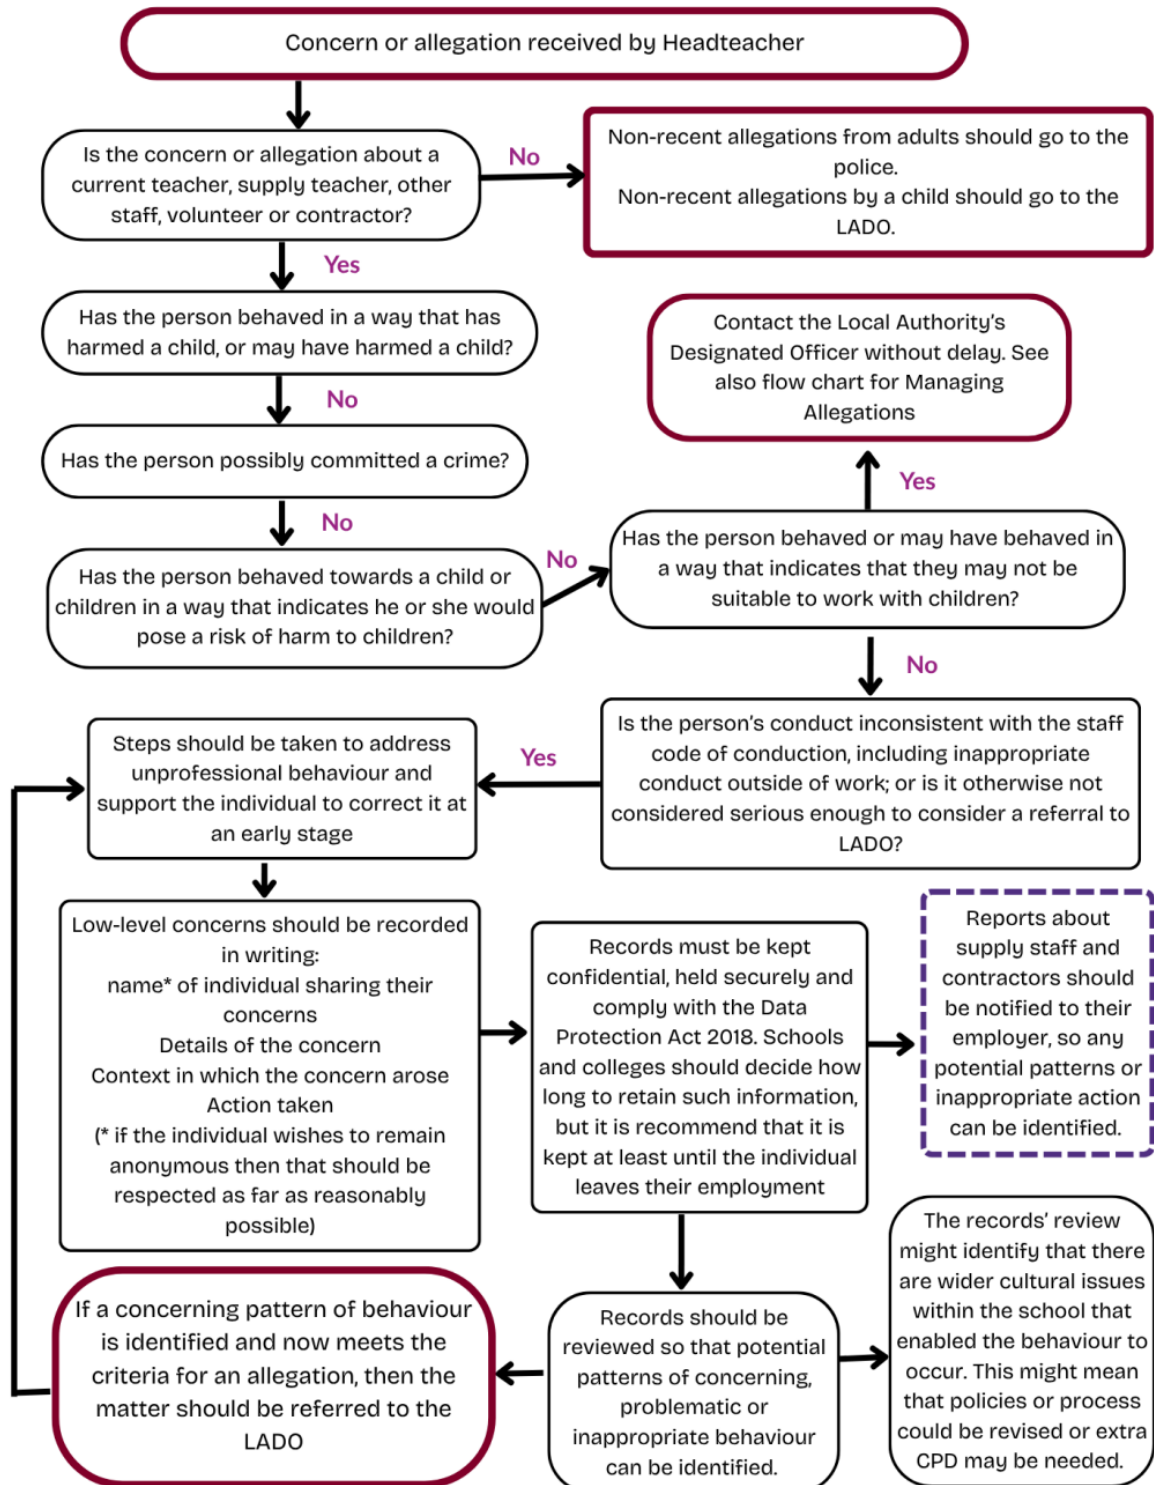 Concern or allegation received by Headteacher
Is the concern or allegation about a
current teacher, supply teacher, other
staff, volunteer or contractor?
No
Non-recent allegations from adults should go to the
police.
Non-recent allegations by a child should go to the
LADO.
Yes
Has the person behaved in a way that has
harmed a child, or may have harmed a child?
Contact the Local Authority's
Designated Officer without delay. See
also flow chart for Managing
Allegations
No
Has the person possibly committed a crime?
Yes
No
Has the person behaved towards a child or
children in a way that indicates he or she would
pose a risk of harm to children?
No
Has the person behaved or may have behaved in
a way that indicates that they may not be
suitable to work with children?
No
Is the person's conduct inconsistent with the staff
code of conduction, including inappropriate
conduct outside of work; or is it otherwise not
considered serious enough to consider a referral to
LADO?
Yes
Steps should be taken to address
unprofessional behaviour and
support the individual to correct it at
an early stage
Low-level concerns should be recorded
in writing:
name* of individual sharing their
concerns
Details of the concern
Context in which the concern arose
Action taken
(* if the individual wishes to remain
anonymous then that should be
respected as far as reasonably
possible)
Records must be kept
confidential, held securely and
comply with the Data
Protection Act 2018. Schools
and colleges should decide how
long to retain such information,
but it is recommend that it is
kept at least until the individual
leaves their employment
Reports about
supply staff and
contractors should
be notified to their
employer, so any
potential patterns or
inappropriate action
can be identified.
If a concerning pattern of behaviour
is identified and now meets the
criteria for an allegation, then the
matter should be referred to the
LADO
Records should be
reviewed so that potential
patterns of concerning,
problematic or
inappropriate behaviour
can be identified.
The records' review
might identify that there
are wider cultural issues
within the school that
enabled the behaviour to
occur. This might mean
that policies or process
could be revised or extra
CPD may be needed.